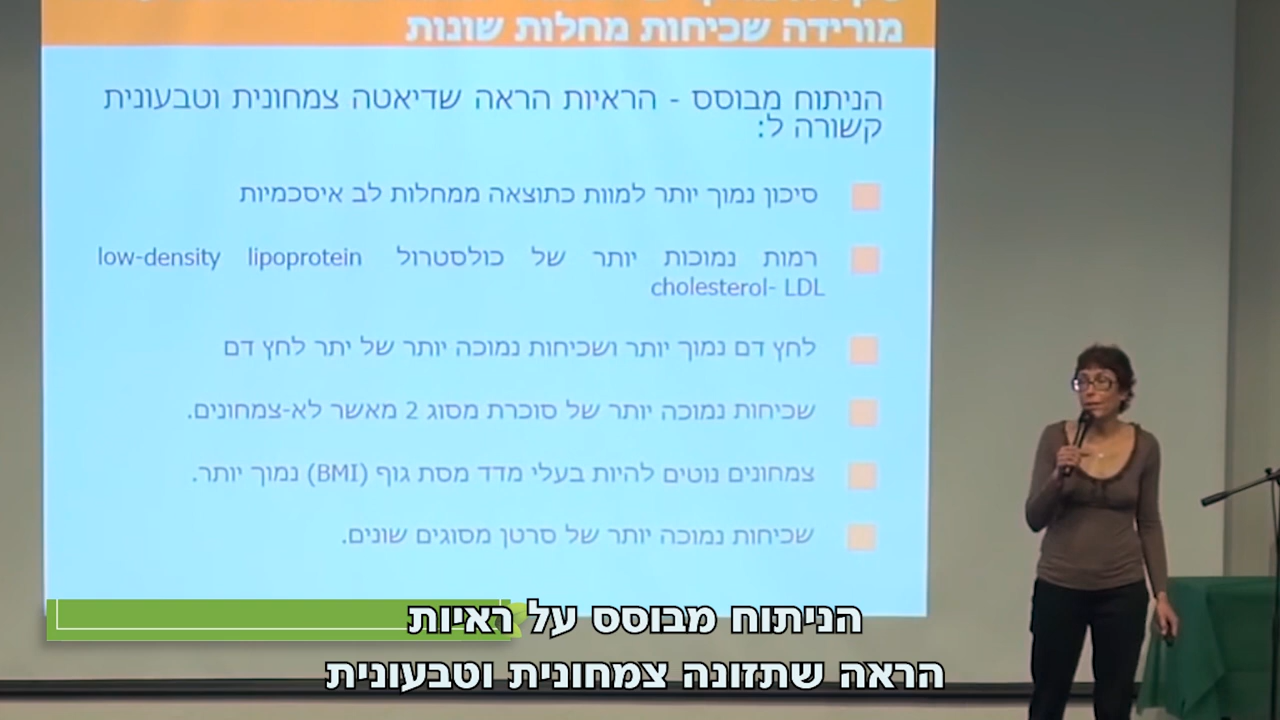 מורידה שכיחות מחלות שונות
הניתוח מבוסס - הראיות הראה שדיאטה צמחונית וטבעונית
קשורה ל:
סיכון נמוך יותר למוות כתוצאה ממחלות לב איסכמיות
רמות נמוכות יותר של כולסטרול low-density lipoprotein
cholesterol- LDL
לחץ דם נמוך יותר ושכיחות נמוכה יותר של יתר לחץ דם
שכיחות נמוכה יותר של סוכרת מסוג 2 מאשר לא-צמחונים.
צמחונים נוטים להיות בעלי מדד מסת גוף (BMI) נמוך יותר.
שכיחות נמוכה יותר של סרטן מסוגים שונים.
הניתוח מבוסס על ראיות
הראה שתזונה צמחונית וטבעונית